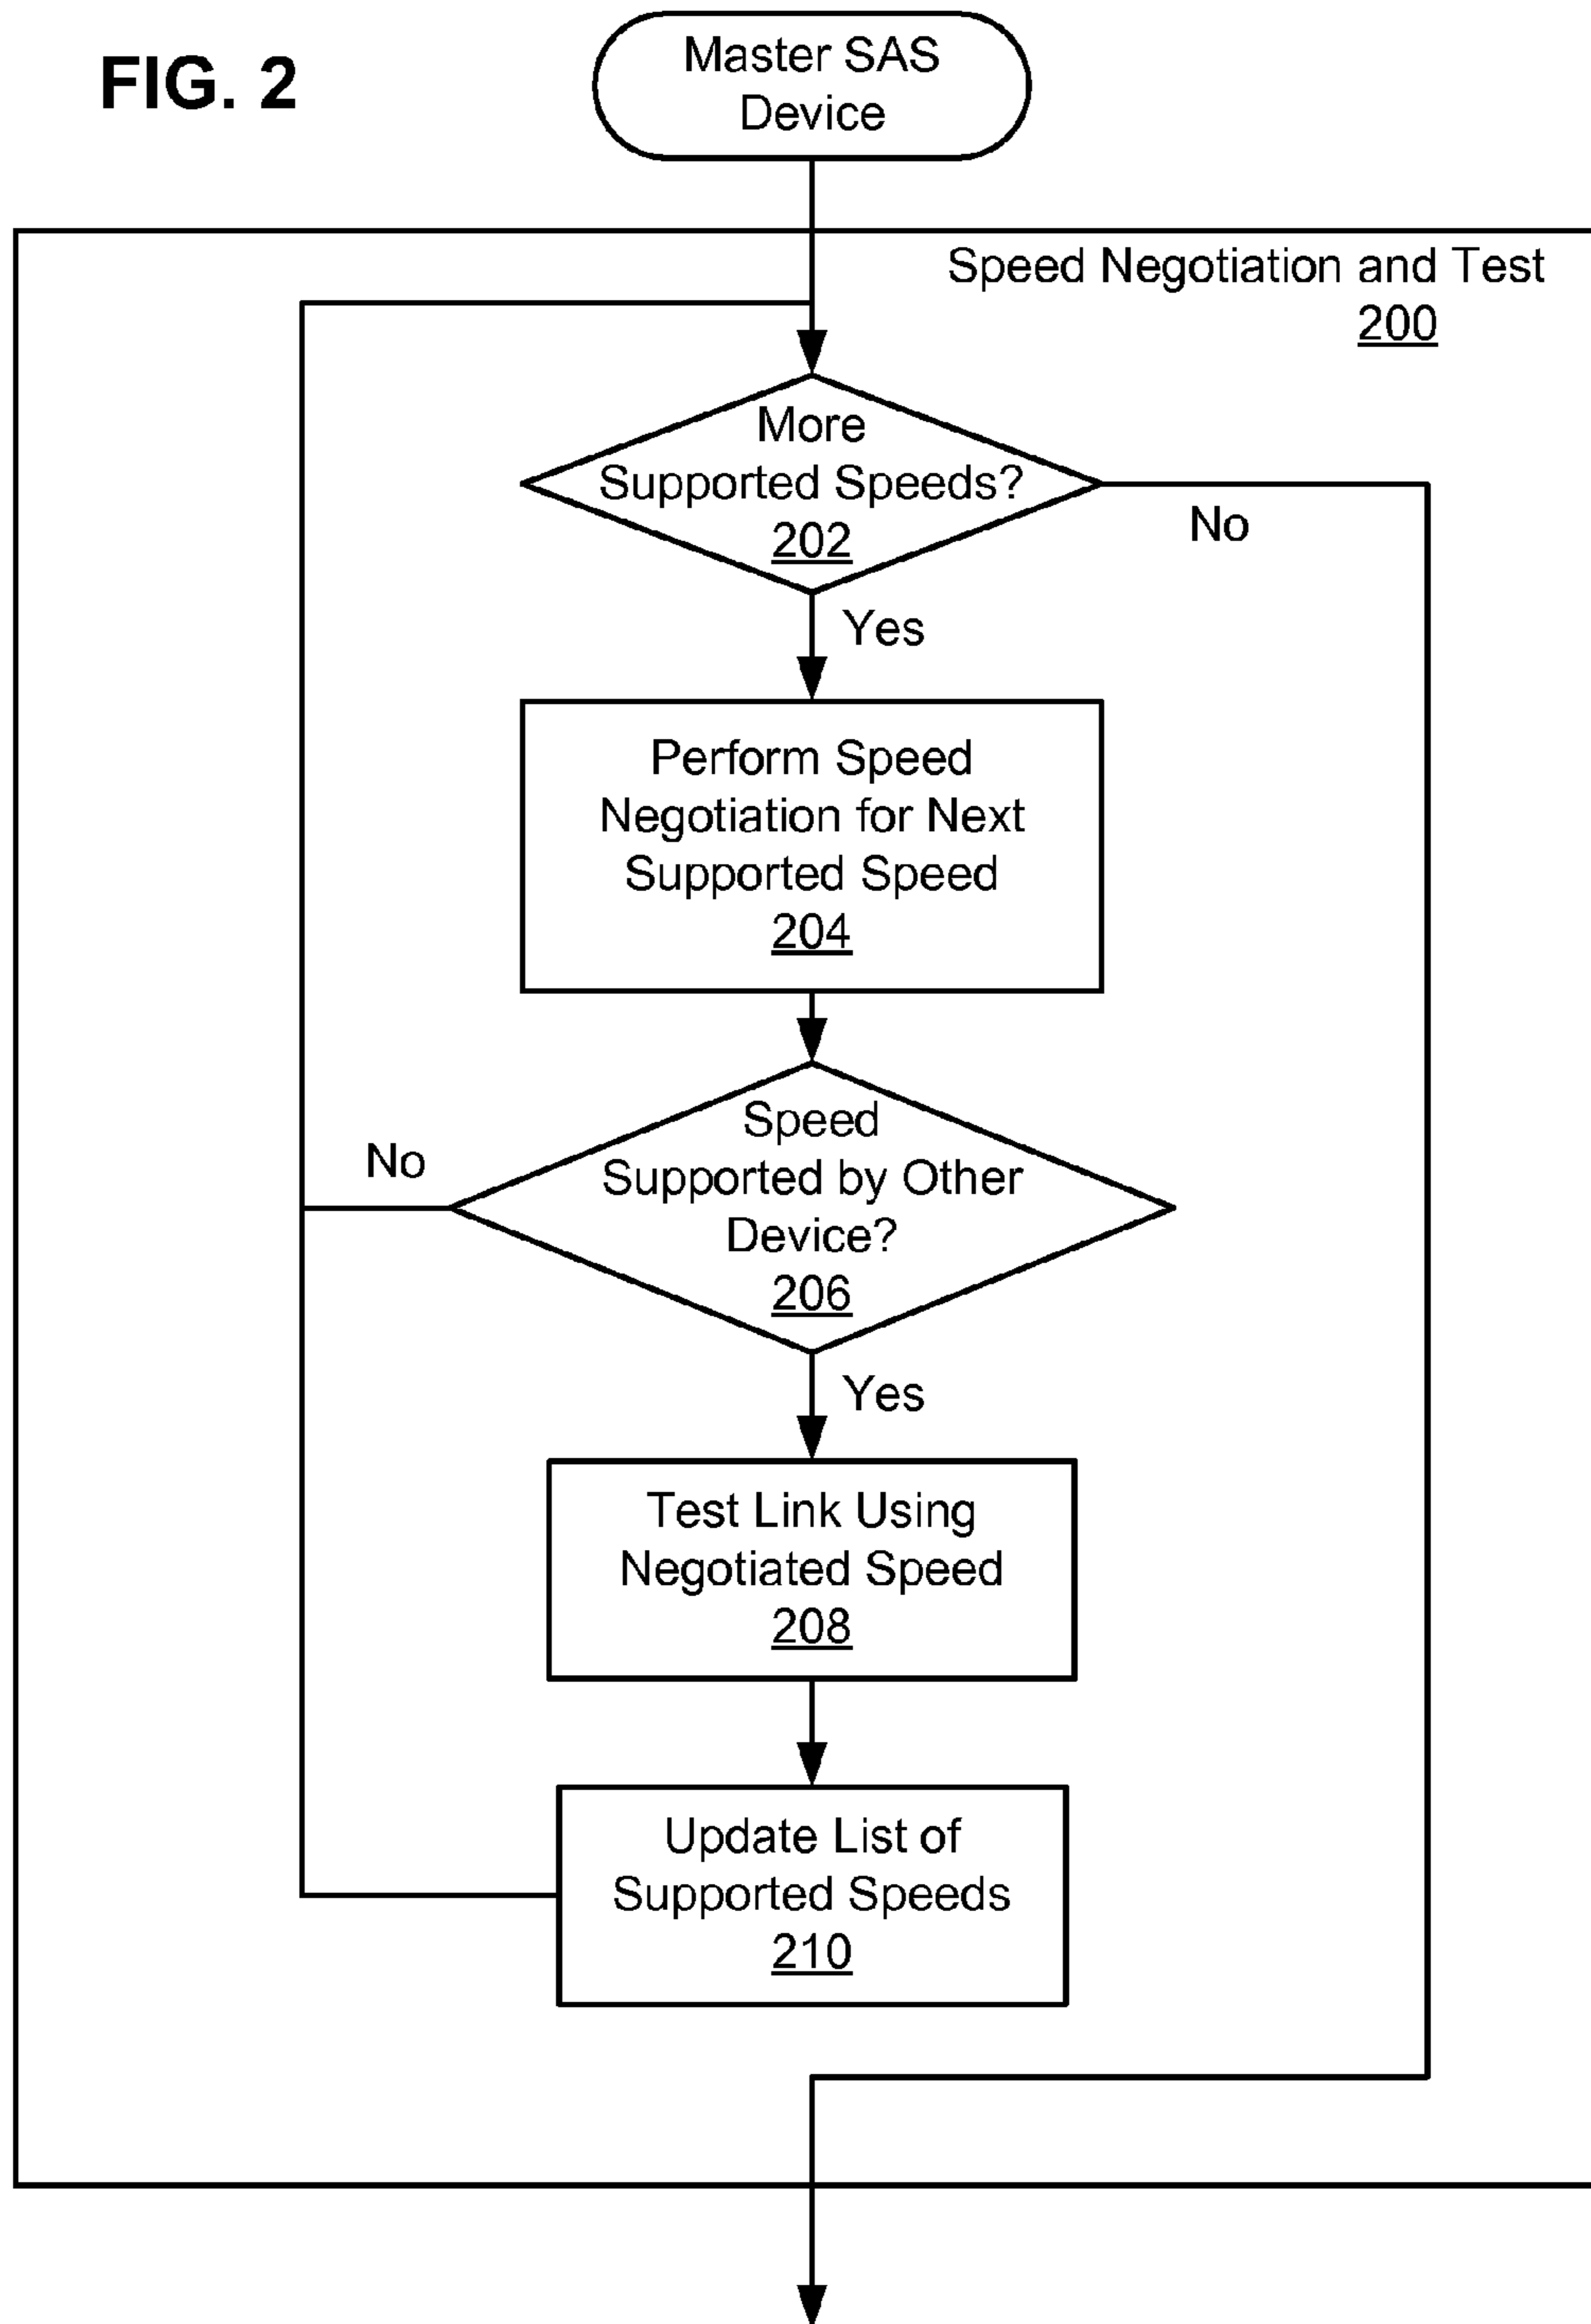 FIG. 2
Master SAS
Device
Speed Negotiation and Test
200
More
Supported Speeds?
202
No
Yes
Perform Speed
Negotiation for Next
Supported Speed
204
Speed
Supported by Other
Device?
206
No
Yes
Test Link Using
Negotiated Speed
208
Update List of
Supported Speeds
210